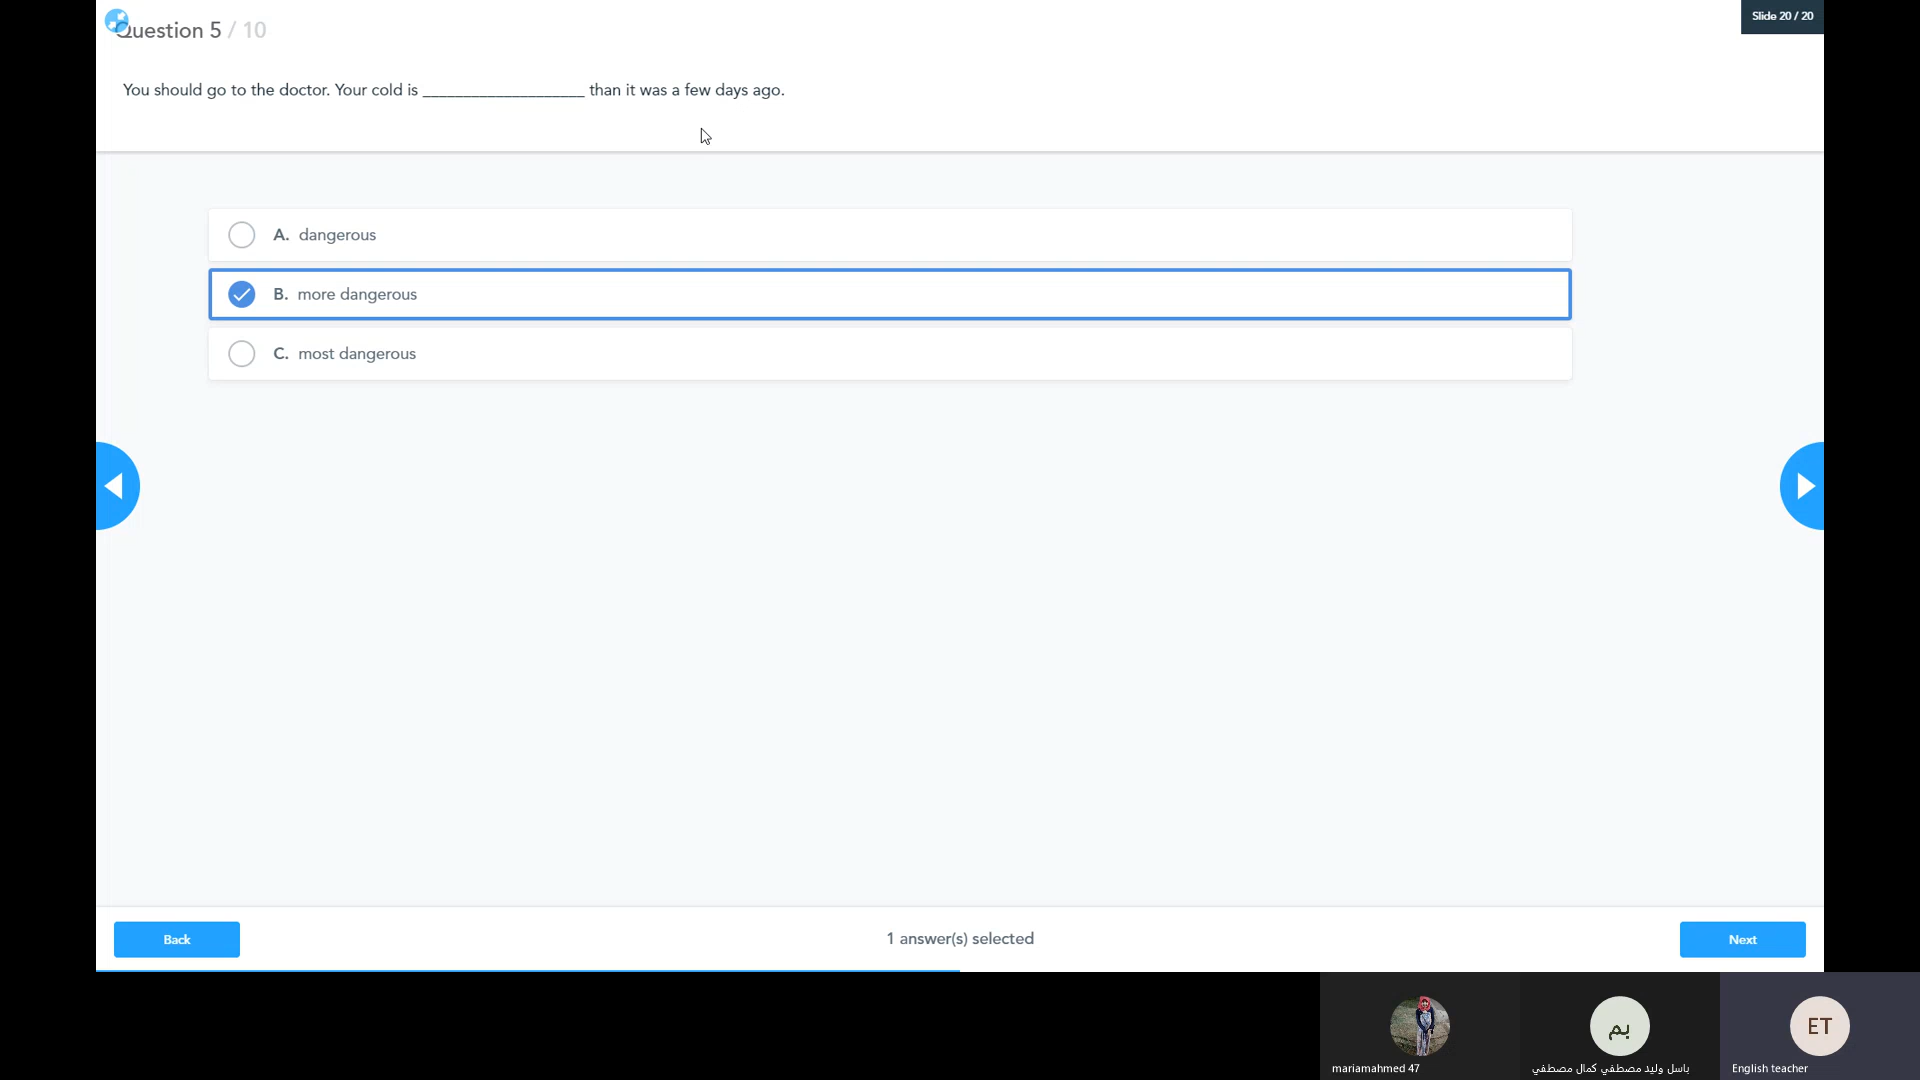 Question 5 / 10
Slide 20 / 20
You should go to the doctor. Your cold is ____________________ than it was a few days ago.
A. dangerous
B. more dangerous
C. most dangerous
Back
1 answer(s) selected
Next
بم
ET
mariamahmed 47
باسل وليد مصطفي كمال مصطفي
English teacher